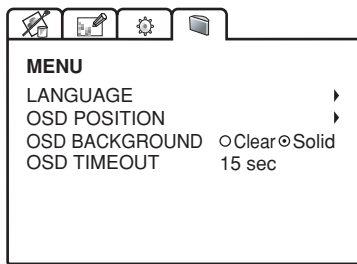 MENU
LANGUAGE
OSD POSITION
OSD BACKGROUND Clear Solid
OSD TIMEOUT 15 sec